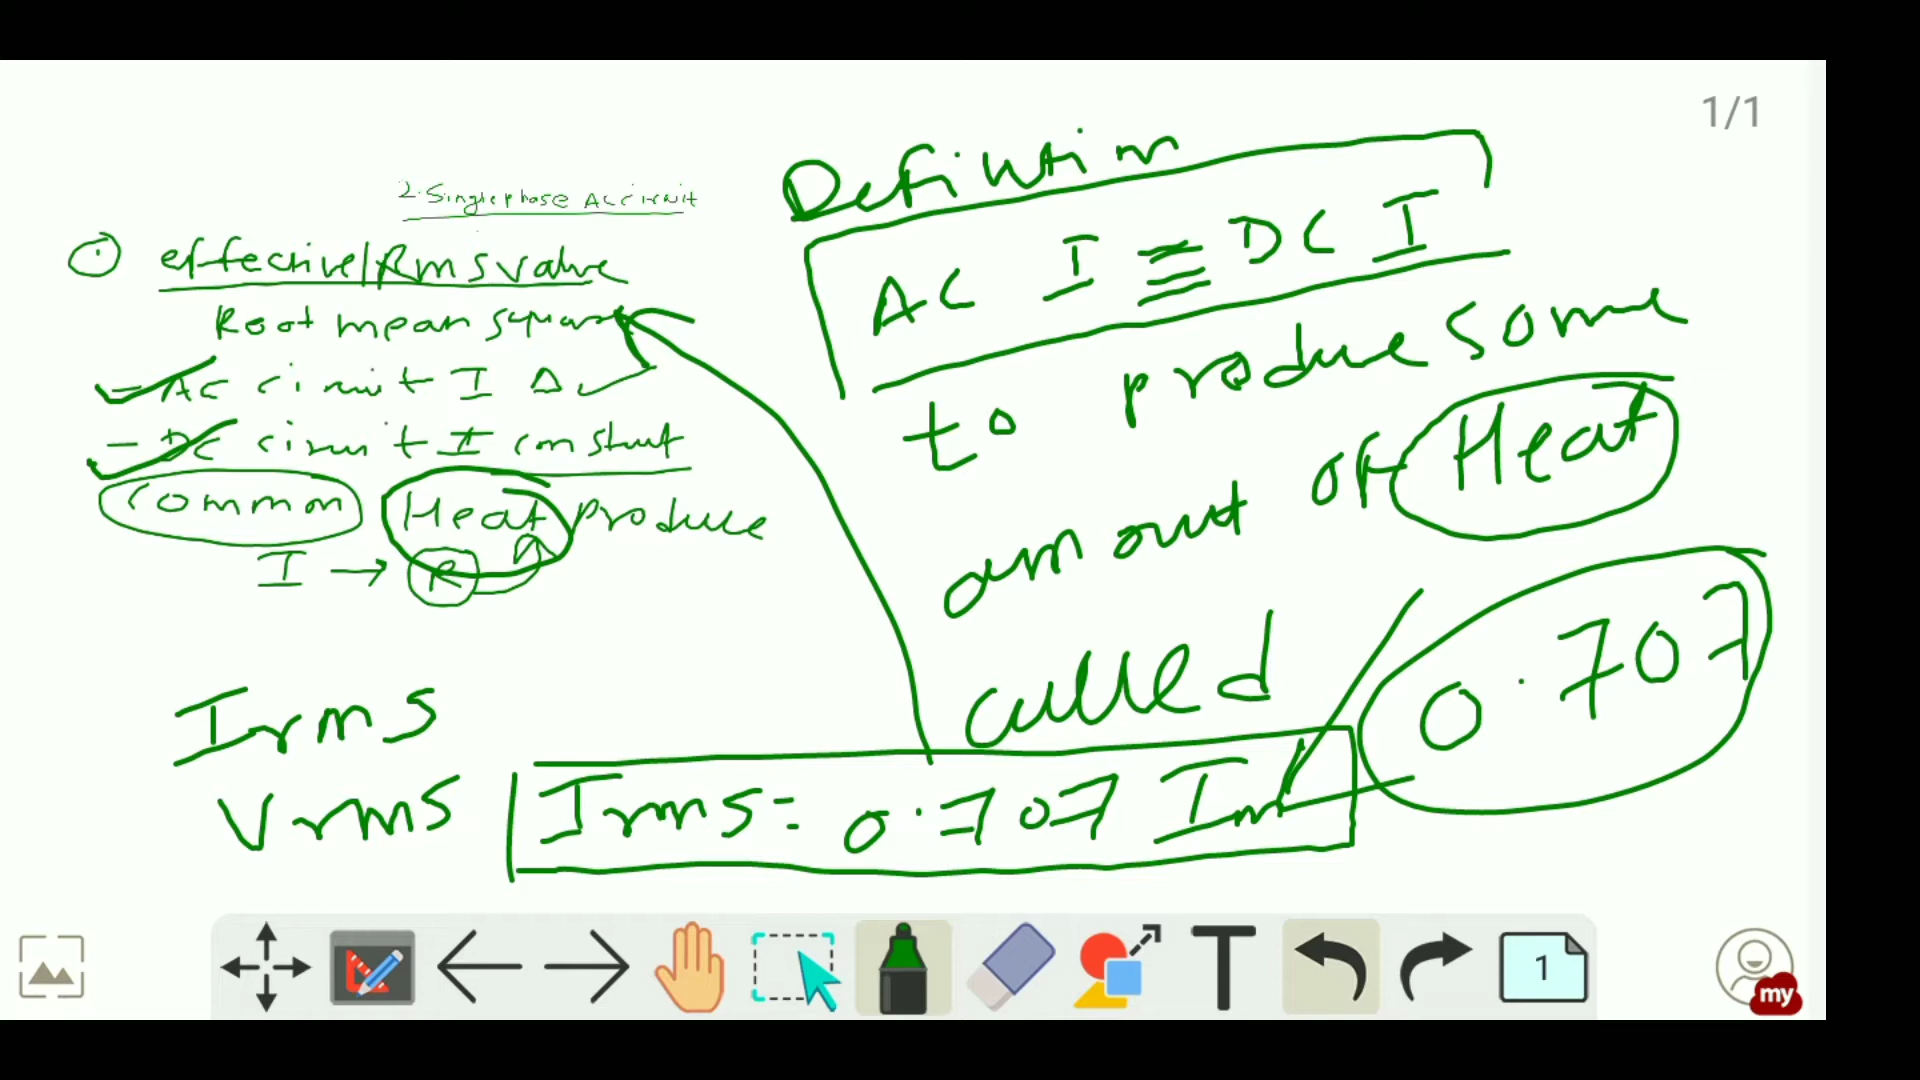 1/1
2. Single phase AC circuit
① effective/Rms value
Root mean square
- AC circuit I Δ
- DC circuit I constant
Common Heat produce
I → R
Irms
Vrms
Definition
AC I ≡ DC I
to produce some
amount of Heat
called
Irms = 0.707 Im
0.707
T
1
my